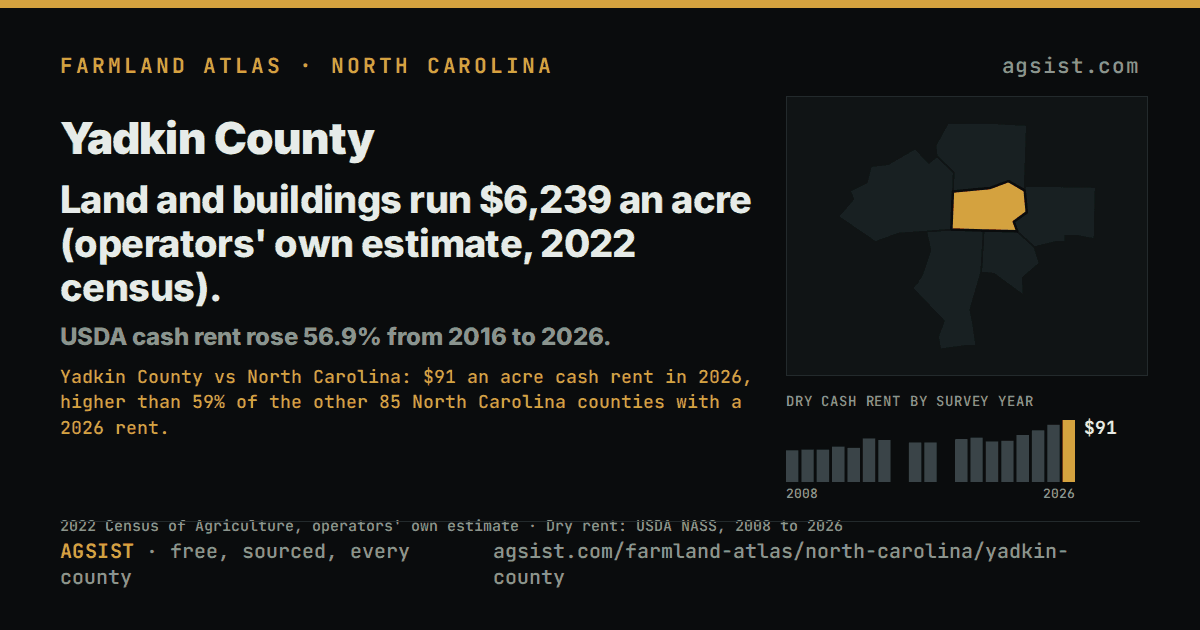 FARMLAND ATLAS · NORTH CAROLINA
agsist.com
Yadkin County
Land and buildings run $6,239 an acre
(operators' own estimate, 2022
census).
USDA cash rent rose 56.9% from 2016 to 2026.
Yadkin County vs North Carolina: $91 an acre cash rent in 2026,
higher than 59% of the other 85 North Carolina counties with a
2026 rent.
DRY CASH RENT BY SURVEY YEAR
$91
2008
2026
2022 Census of Agriculture, operators' own estimate · Dry rent: USDA NASS, 2008 to 2026
AGSIST · free, sourced, every
county
agsist.com/farmland-atlas/north-carolina/yadkin-
county